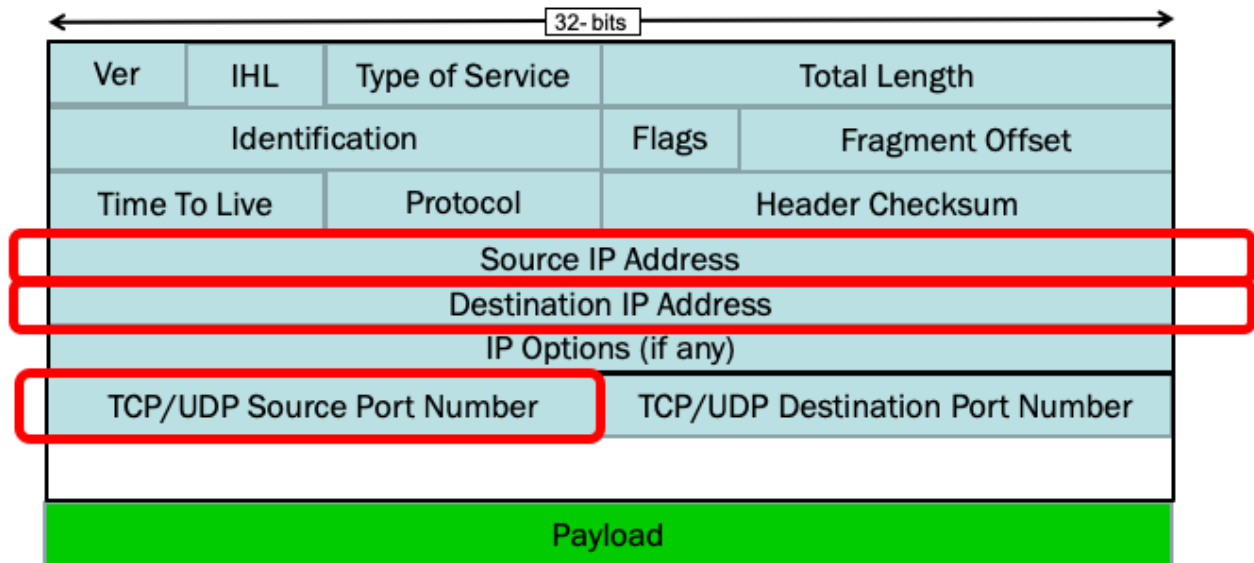 32- bits
Ver IHL Type of Service Total Length
Identification Flags Fragment Offset
Time To Live Protocol Header Checksum
Source IP Address
Destination IP Address
IP Options (if any)
TCP/UDP Source Port Number TCP/UDP Destination Port Number
Payload